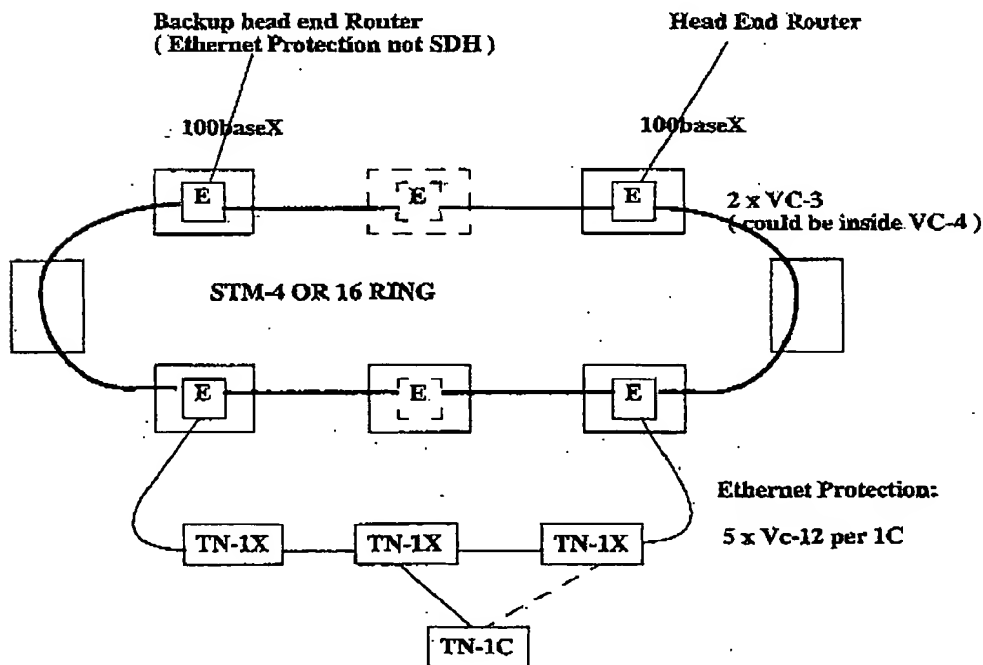 Backup head end Router
( Ethernet Protection not SDH )
Head End Router
100baseX
100baseX
E
E
E
2 x VC-3
( could be inside VC-4 )
STM-4 OR 16 RING
E
E
E
Ethernet Protection:
5 x Vc-12 per 1C
TN-1X
TN-1X
TN-1X
TN-1C